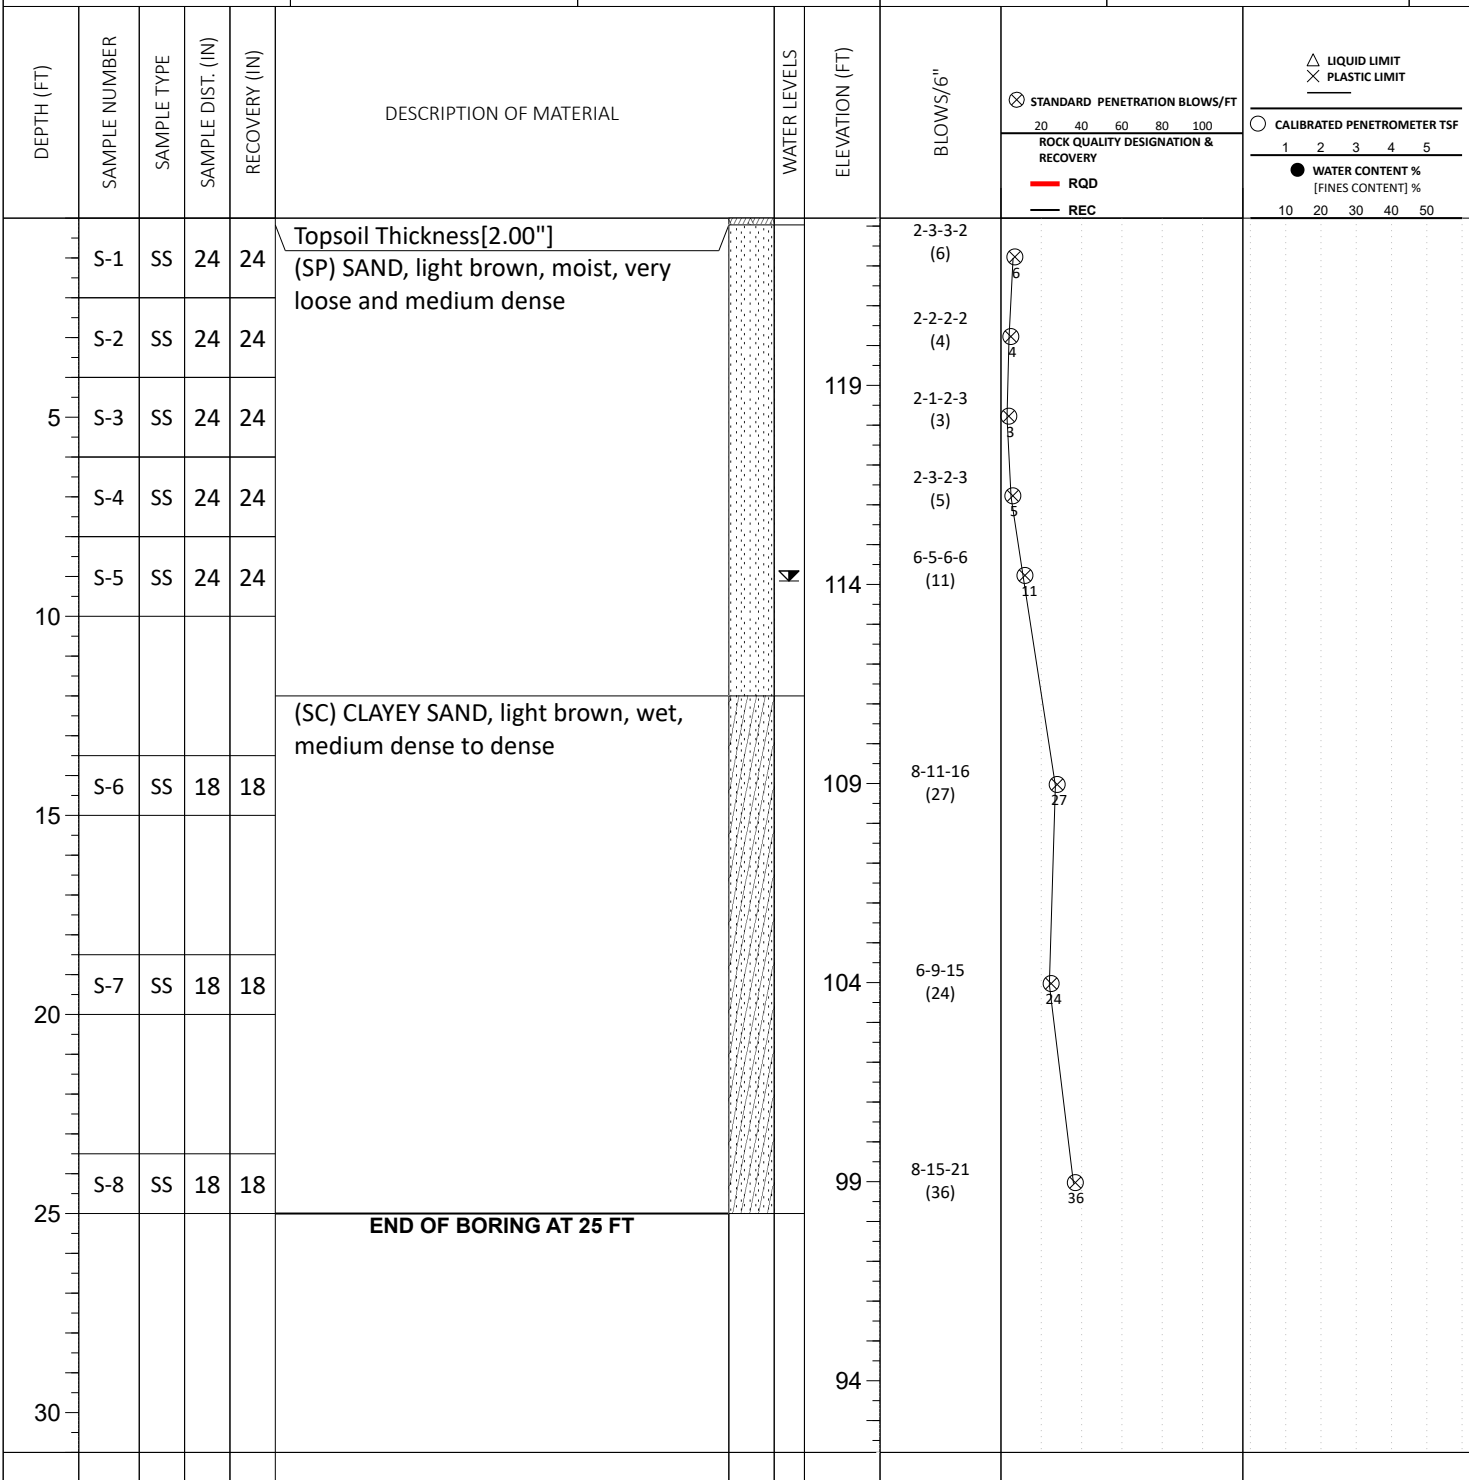 DEPTH (FT)
SAMPLE NUMBER
SAMPLE TYPE
SAMPLE DIST. (IN)
RECOVERY (IN)
DESCRIPTION OF MATERIAL
WATER LEVELS
ELEVATION (FT)
BLOWS/6"
STANDARD PENETRATION BLOWS/FT
20 40 60 80 100
ROCK QUALITY DESIGNATION &
RECOVERY
RQD
REC
LIQUID LIMIT
PLASTIC LIMIT
CALIBRATED PENETROMETER TSF
1 2 3 4 5
WATER CONTENT %
[FINES CONTENT] %
10 20 30 40 50
Topsoil Thickness[2.00"]
(SP) SAND, light brown, moist, very
loose and medium dense
S-1 SS 24 24
2-3-3-2
(6)
6
S-2 SS 24 24
2-2-2-2
(4)
4
119
5
S-3 SS 24 24
2-1-2-3
(3)
3
S-4 SS 24 24
2-3-2-3
(5)
5
S-5 SS 24 24
114
6-5-6-6
(11)
11
10
(SC) CLAYEY SAND, light brown, wet,
medium dense to dense
S-6 SS 18 18
109
8-11-16
(27)
27
15
S-7 SS 18 18
104
6-9-15
(24)
24
20
S-8 SS 18 18
99
8-15-21
(36)
36
25
END OF BORING AT 25 FT
94
30